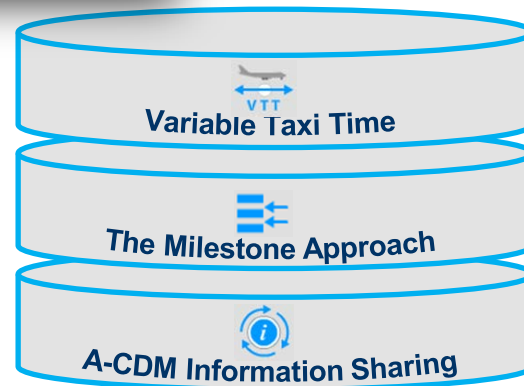 VTT
Variable Taxi Time
The Milestone Approach
i
A-CDM Information Sharing